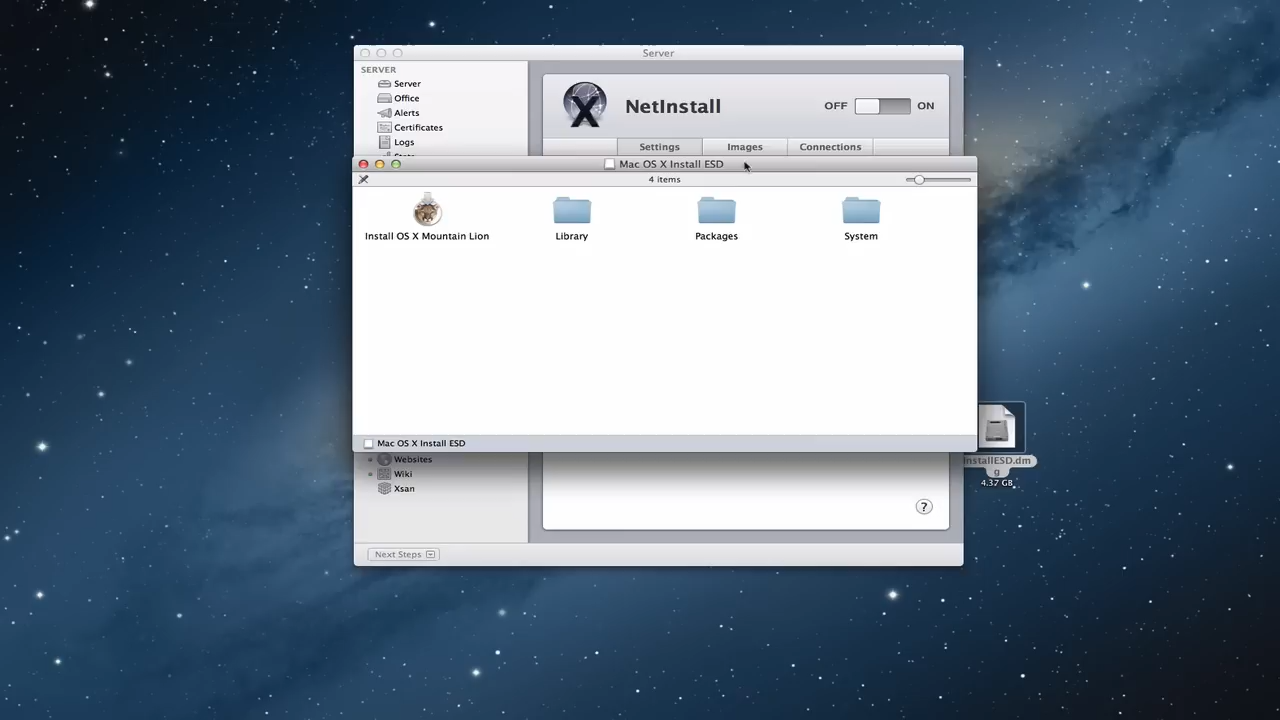 Server
SERVER
Server
Office
Alerts
Certificates
Logs
NetInstall
OFF
ON
Settings
Images
Connections
Mac OS X Install ESD
4 items
Install OS X Mountain Lion
Library
Packages
System
Mac OS X Install ESD
Websites
Wiki
Xsan
?
Next Steps
InstallESD.dm
g
4.37 GB